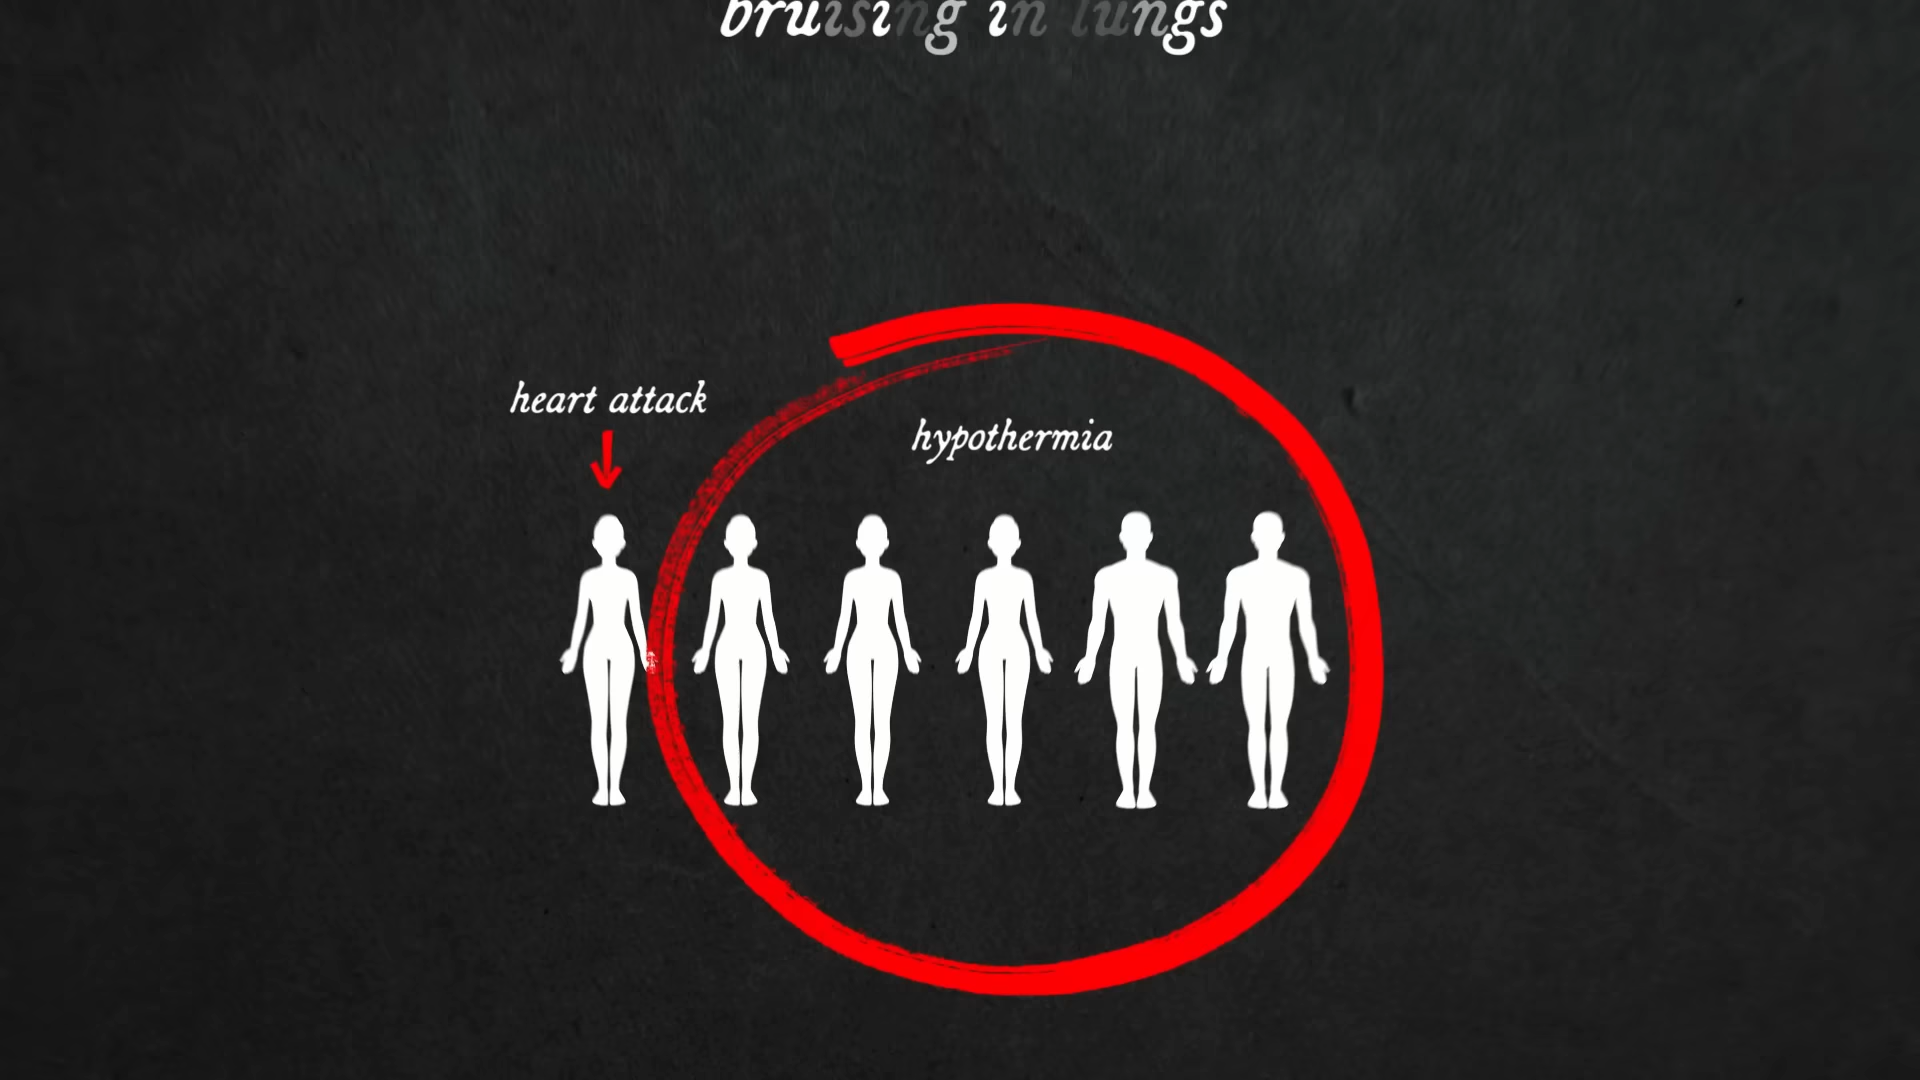 bruising in lungs
heart attack
hypothermia